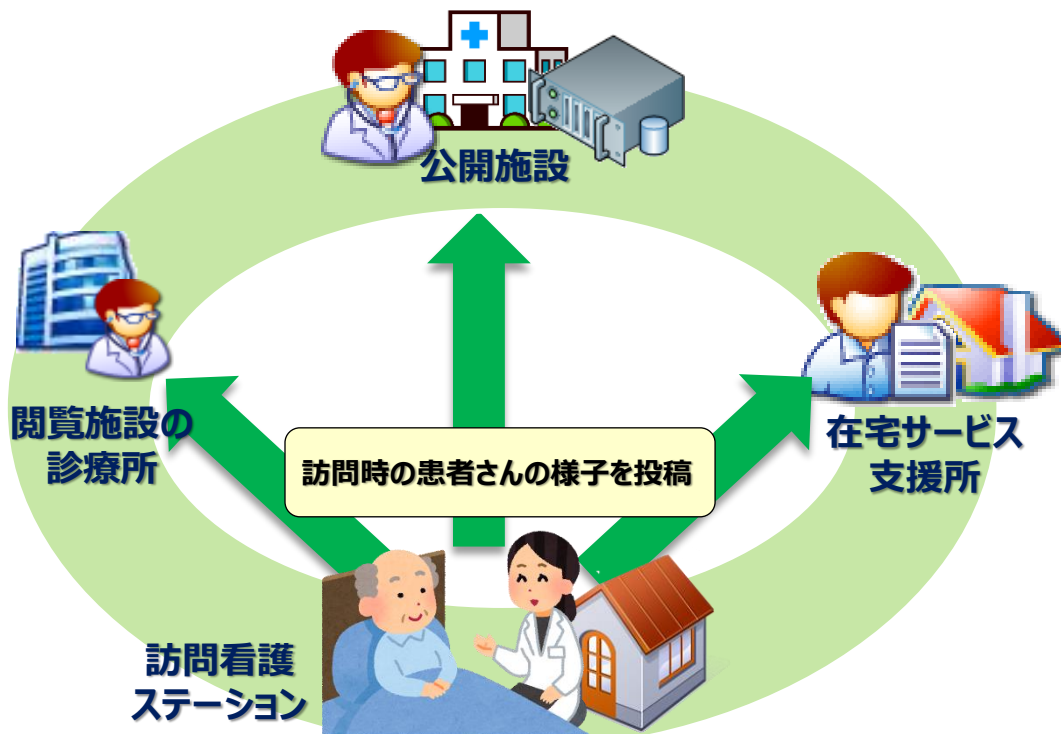 公開施設
閲覧施設の
診療所
在宅サービス
支援所
訪問時の患者さんの様子を投稿
訪問看護
ステーション